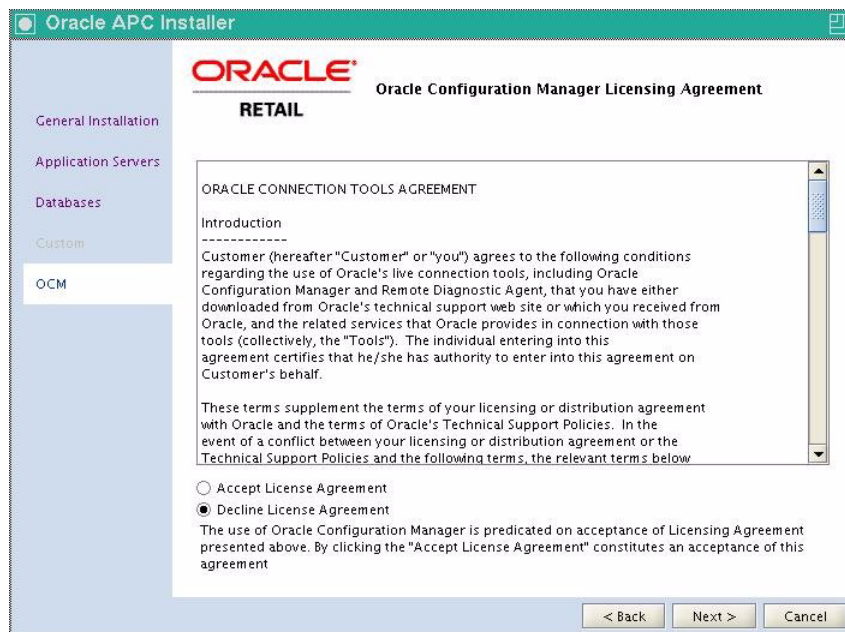 Oracle APC Installer
ORACLE
RETAIL
Oracle Configuration Manager Licensing Agreement
General Installation
Application Servers
Databases
Custom
OCM
ORACLE CONNECTION TOOLS AGREEMENT
Introduction
------------
Customer (hereafter "Customer" or "you") agrees to the following conditions
regarding the use of Oracle's live connection tools, including Oracle
Configuration Manager and Remote Diagnostic Agent, that you have either
downloaded from Oracle's technical support web site or which you received from
Oracle, and the related services that Oracle provides in connection with those
tools (collectively, the "Tools").  The individual entering into this
agreement certifies that he/she has authority to enter into this agreement on
Customer's behalf.
These terms supplement the terms of your licensing or distribution agreement
with Oracle and the terms of Oracle's Technical Support Policies.  In the
event of a conflict between your licensing or distribution agreement or the
Technical Support Policies and the following terms, the relevant terms below
Accept License Agreement
Decline License Agreement
The use of Oracle Configuration Manager is predicated on acceptance of Licensing Agreement
presented above. By clicking the "Accept License Agreement" constitutes an acceptance of this
agreement
< Back
Next >
Cancel